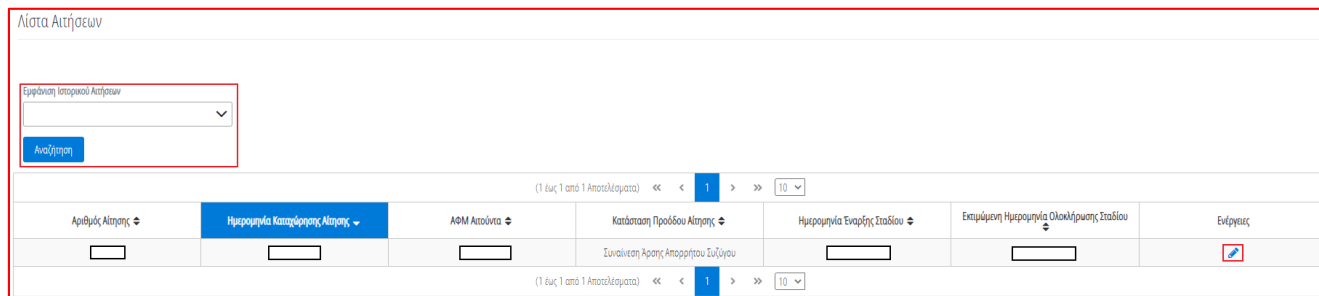 Λίστα Αιτήσεων
Εμφάνιση Ιστορικού Αιτήσεων
Αναζήτηση
(1 έως 1 από 1 Αποτελέσματα) 1 10
Αριθμός Αίτησης Ημερομηνία Καταχώρησης Αίτησης ΑΦΜ Αιτούντα Κατάσταση Προόδου Αίτησης Ημερομηνία Έναρξης Σταδίου Εκτιμώμενη Ημερομηνία Ολοκλήρωσης Σταδίου Ενέργειες
Συναίνεση Άρσης Απορρήτου Συζύγου
(1 έως 1 από 1 Αποτελέσματα) 1 10